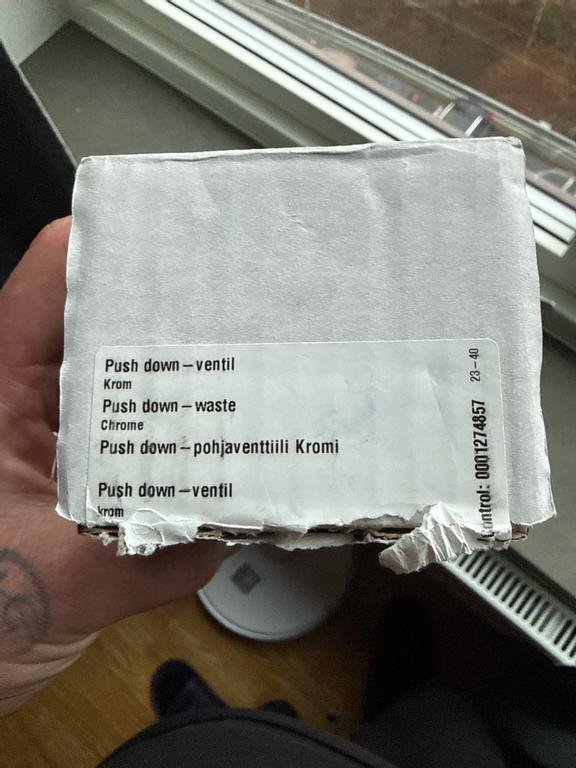 Push down-ventil
Krom
Push down-waste
Chrome
Push down-pohjaventtiili Kromi
Push down-ventil
krom
23-40
control: 0001274857